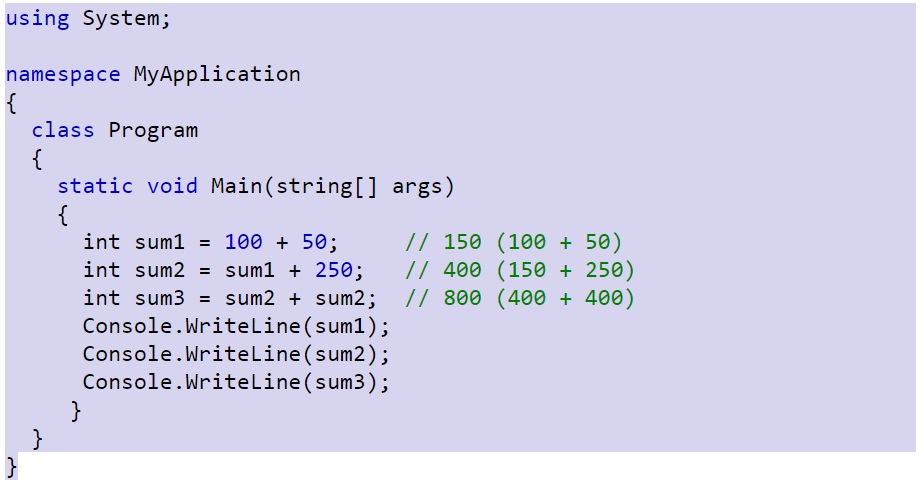 using System;

namespace MyApplication
{
  class Program
  {
    static void Main(string[] args)
    {
      int sum1 = 100 + 50;     // 150 (100 + 50)
      int sum2 = sum1 + 250;   // 400 (150 + 250)
      int sum3 = sum2 + sum2;  // 800 (400 + 400)
      Console.WriteLine(sum1);
      Console.WriteLine(sum2);
      Console.WriteLine(sum3);
     }
  }
}